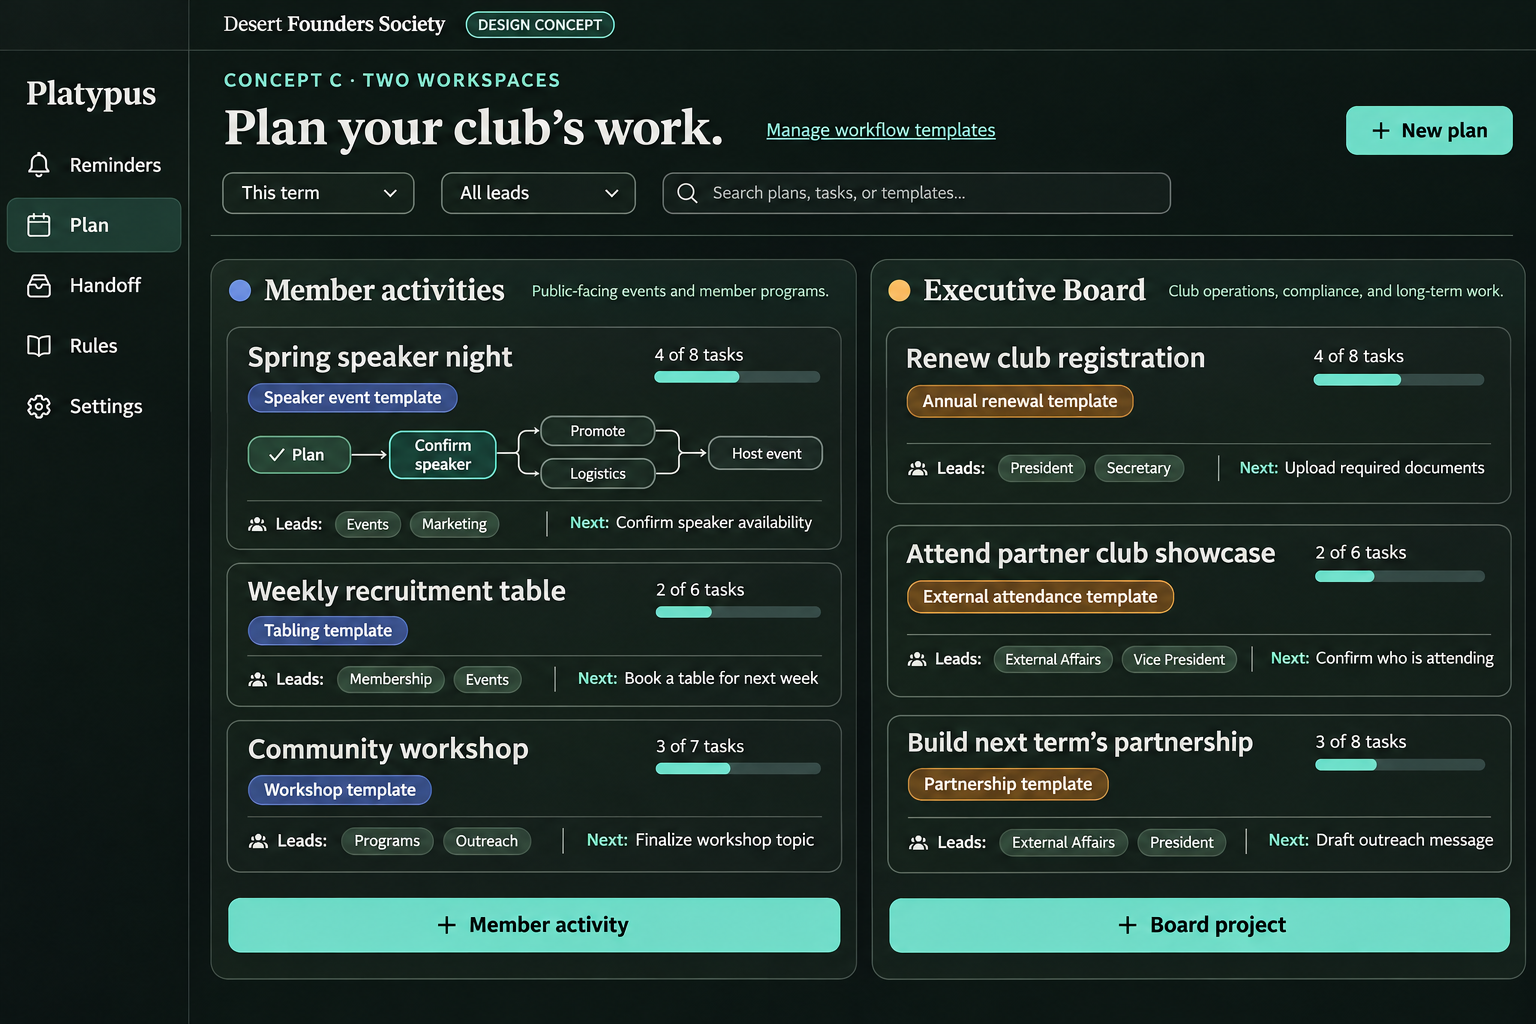 Desert Founders Society
DESIGN CONCEPT
Platypus
Reminders
Plan
Handoff
Rules
Settings
CONCEPT C · TWO WORKSPACES
Plan your club’s work.
Manage workflow templates
+ New plan
This term
All leads
Search plans, tasks, or templates...
Member activities
Public-facing events and member programs.
Spring speaker night
4 of 8 tasks
Speaker event template
Plan
Confirm
speaker
Promote
Logistics
Host event
Leads: Events Marketing
Next: Confirm speaker availability
Weekly recruitment table
2 of 6 tasks
Tabling template
Leads: Membership Events
Next: Book a table for next week
Community workshop
3 of 7 tasks
Workshop template
Leads: Programs Outreach
Next: Finalize workshop topic
+ Member activity
Executive Board
Club operations, compliance, and long-term work.
Renew club registration
4 of 8 tasks
Annual renewal template
Leads: President Secretary
Next: Upload required documents
Attend partner club showcase
2 of 6 tasks
External attendance template
Leads: External Affairs Vice President
Next: Confirm who is attending
Build next term’s partnership
3 of 8 tasks
Partnership template
Leads: External Affairs President
Next: Draft outreach message
+ Board project